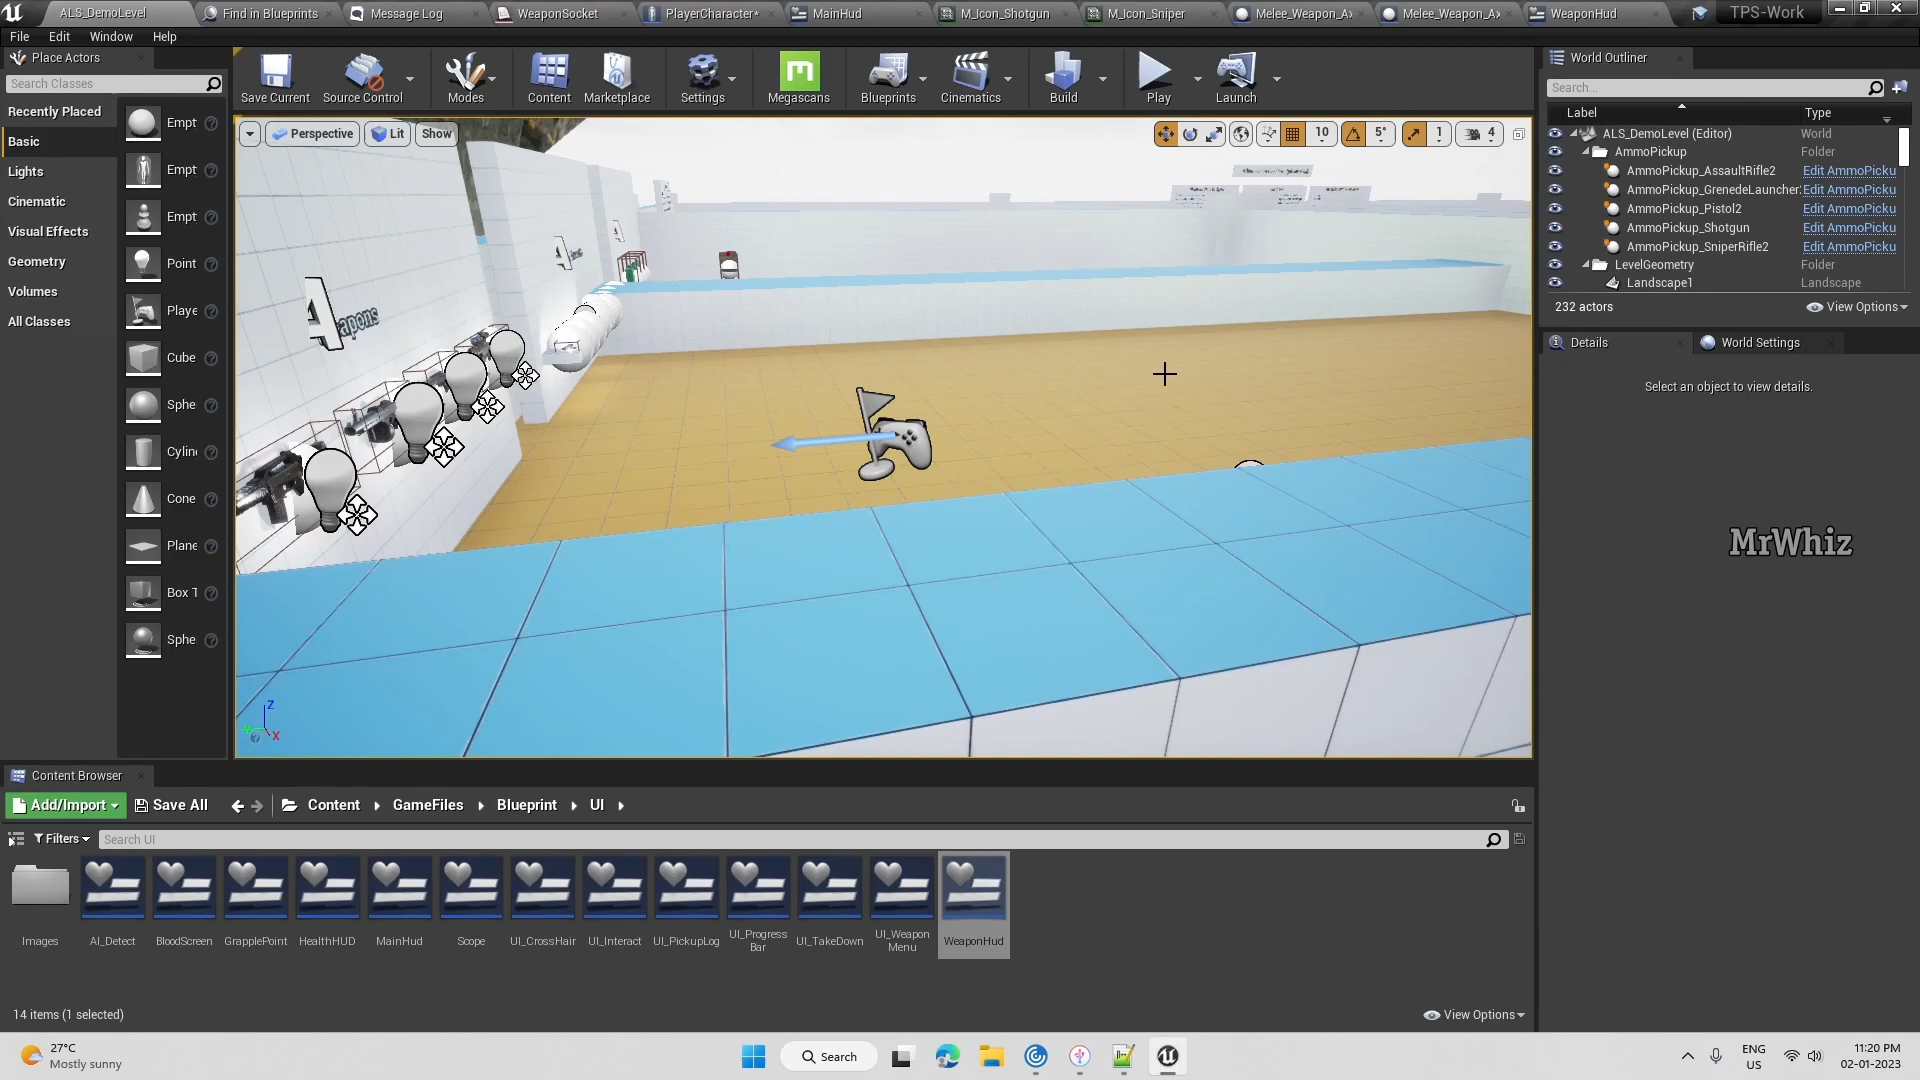 ALS_DemoLevel
Find in Blueprints
Message Log
WeaponSocket
PlayerCharacter*
MainHud
M_Icon_Shotgun
M_Icon_Sniper
Melee_Weapon_Ax
Melee_Weapon_Ax
WeaponHud
TPS-Work
File Edit Window Help
Place Actors
Search Classes
Recently Placed
Basic
Lights
Cinematic
Visual Effects
Geometry
Volumes
All Classes
Empt
Empt
Empt
Point
Playe
Cube
Sphe
Cylin
Cone
Plane
Box T
Sphe
Save Current
Source Control
Modes
Content
Marketplace
Settings
Megascans
Blueprints
Cinematics
Build
Play
Launch
Perspective
Lit
Show
10
5°
1
4
apons
Z
X
World Outliner
Search...
Label Type
ALS_DemoLevel (Editor) World
AmmoPickup Folder
AmmoPickup_AssaultRifle2 Edit AmmoPicku
AmmoPickup_GrenedeLauncher Edit AmmoPicku
AmmoPickup_Pistol2 Edit AmmoPicku
AmmoPickup_Shotgun Edit AmmoPicku
AmmoPickup_SniperRifle2 Edit AmmoPicku
LevelGeometry Folder
Landscape1 Landscape
232 actors
View Options
Details
World Settings
Select an object to view details.
MrWhiz
Content Browser
Add/Import
Save All
Content
GameFiles
Blueprint
UI
Filters
Search UI
Images
AI_Detect
BloodScreen
GrapplePoint
HealthHUD
MainHud
Scope
UI_CrossHair
UI_Interact
UI_PickupLog
UI_Progress
Bar
UI_TakeDown
UI_Weapon
Menu
WeaponHud
14 items (1 selected)
View Options
27°C
Mostly sunny
Search
ENG
US
11:20 PM
02-01-2023